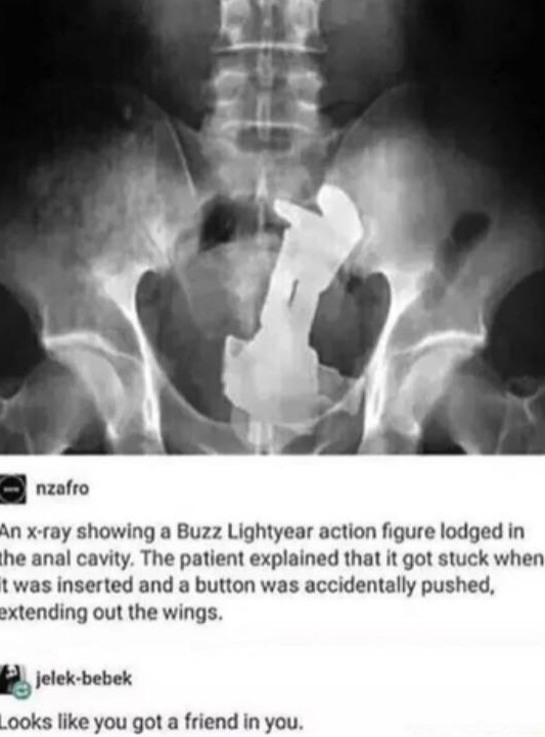 nzafro
An x-ray showing a Buzz Lightyear action figure lodged in
the anal cavity. The patient explained that it got stuck when
it was inserted and a button was accidentally pushed,
extending out the wings.
jelek-bebek
Looks like you got a friend in you.